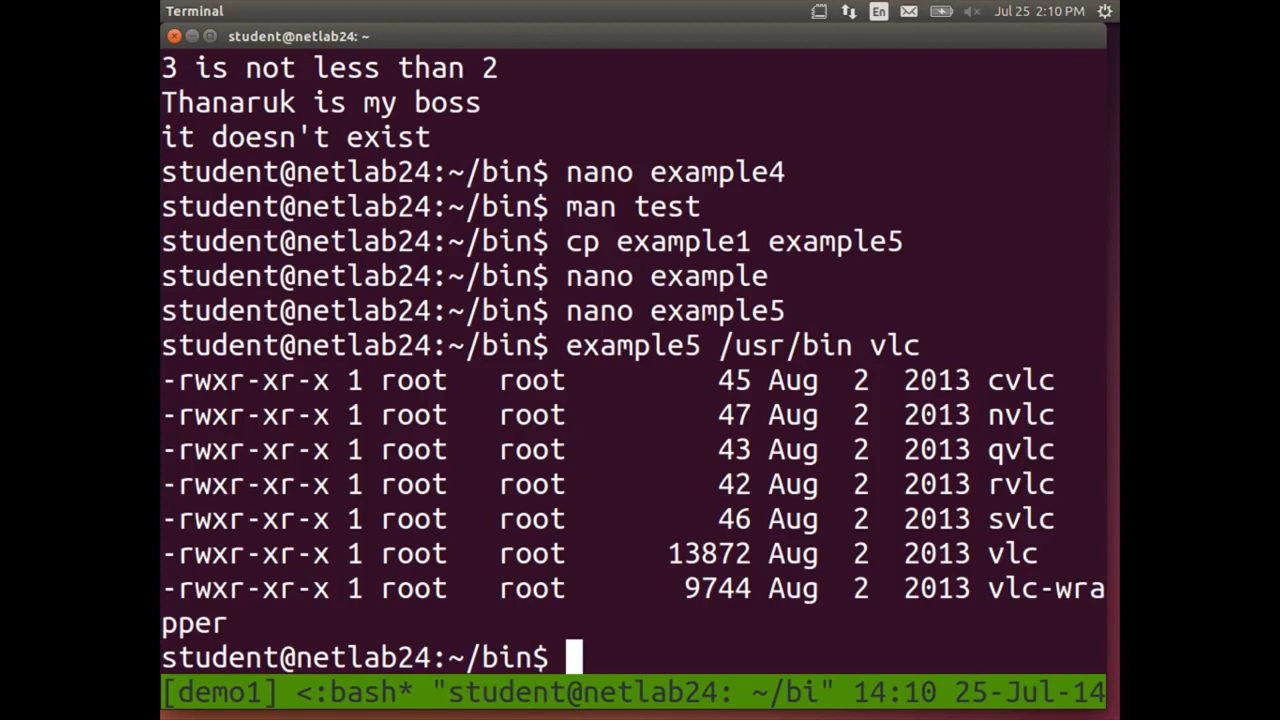 Terminal
En
Jul 25 2:10 PM
student@netlab24: ~
3 is not less than 2
Thanaruk is my boss
it doesn't exist
student@netlab24:~/bin$ nano example4
student@netlab24:~/bin$ man test
student@netlab24:~/bin$ cp example1 example5
student@netlab24:~/bin$ nano example
student@netlab24:~/bin$ nano example5
student@netlab24:~/bin$ example5 /usr/bin vlc
-rwxr-xr-x 1 root   root         45 Aug  2  2013 cvlc
-rwxr-xr-x 1 root   root         47 Aug  2  2013 nvlc
-rwxr-xr-x 1 root   root         43 Aug  2  2013 qvlc
-rwxr-xr-x 1 root   root         42 Aug  2  2013 rvlc
-rwxr-xr-x 1 root   root         46 Aug  2  2013 svlc
-rwxr-xr-x 1 root   root      13872 Aug  2  2013 vlc
-rwxr-xr-x 1 root   root       9744 Aug  2  2013 vlc-wra
pper
student@netlab24:~/bin$
[demo1] <:bash* "student@netlab24: ~/bi" 14:10 25-Jul-14